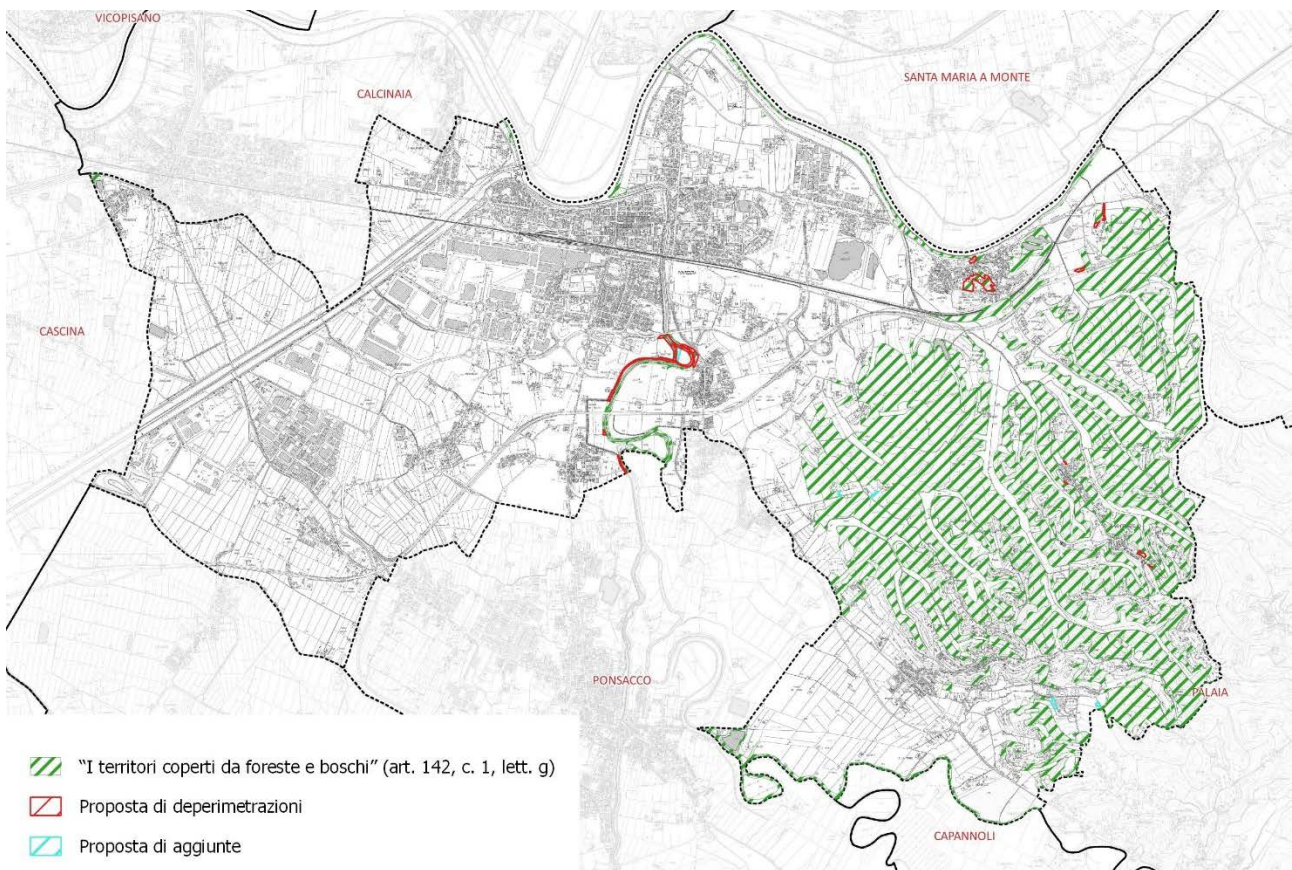 VICOPISANO
CALCINAIA
SANTA MARIA A MONTE
CASCINA
PONSACCO
PALAIA
CAPANNOLI
"I territori coperti da foreste e boschi" (art. 142, c. 1, lett. g)
Proposta di deperimetrazioni
Proposta di aggiunte